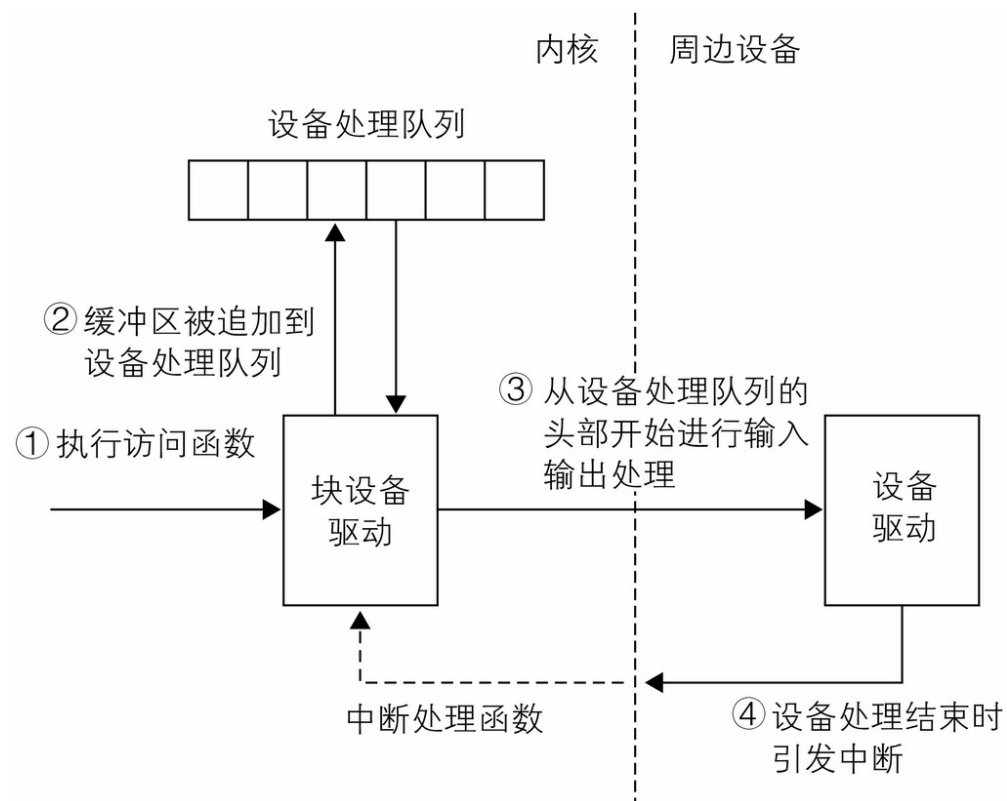 内核
周边设备
设备处理队列
② 缓冲区被追加到
设备处理队列
③ 从设备处理队列的
头部开始进行输入
输出处理
① 执行访问函数
块设备
驱动
设备
驱动
中断处理函数
④ 设备处理结束时
引发中断